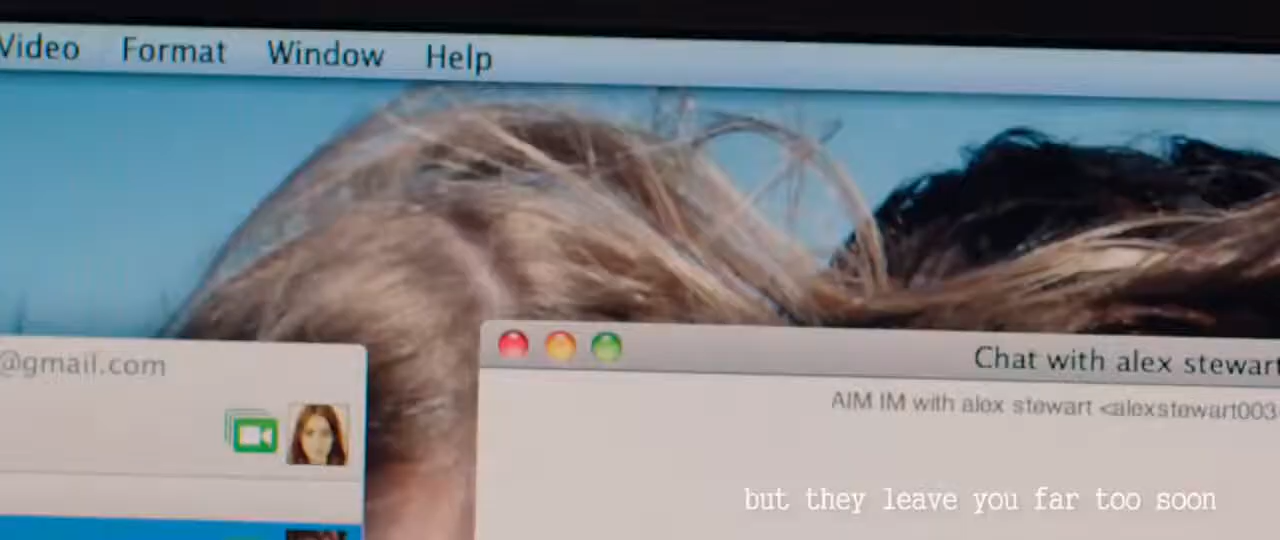 Video Format Window Help
@gmail.com
Chat with alex stewart
AIM IM with alex stewart <alexstewart003
but they leave you far too soon